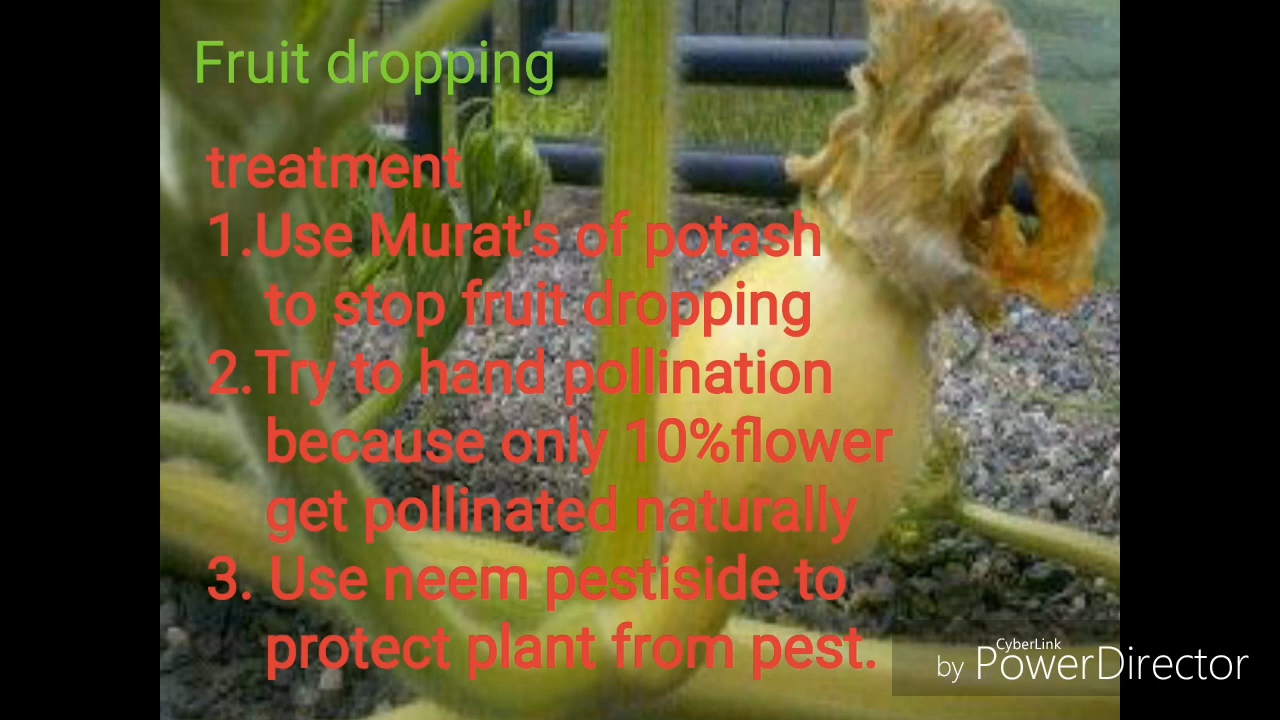 Fruit dropping
treatment
1.Use Murat's of potash
to stop fruit dropping
2.Try to hand pollination
because only 10%flower
get pollinated naturally
3. Use neem pestiside to
protect plant from pest.
CyberLink
by PowerDirector